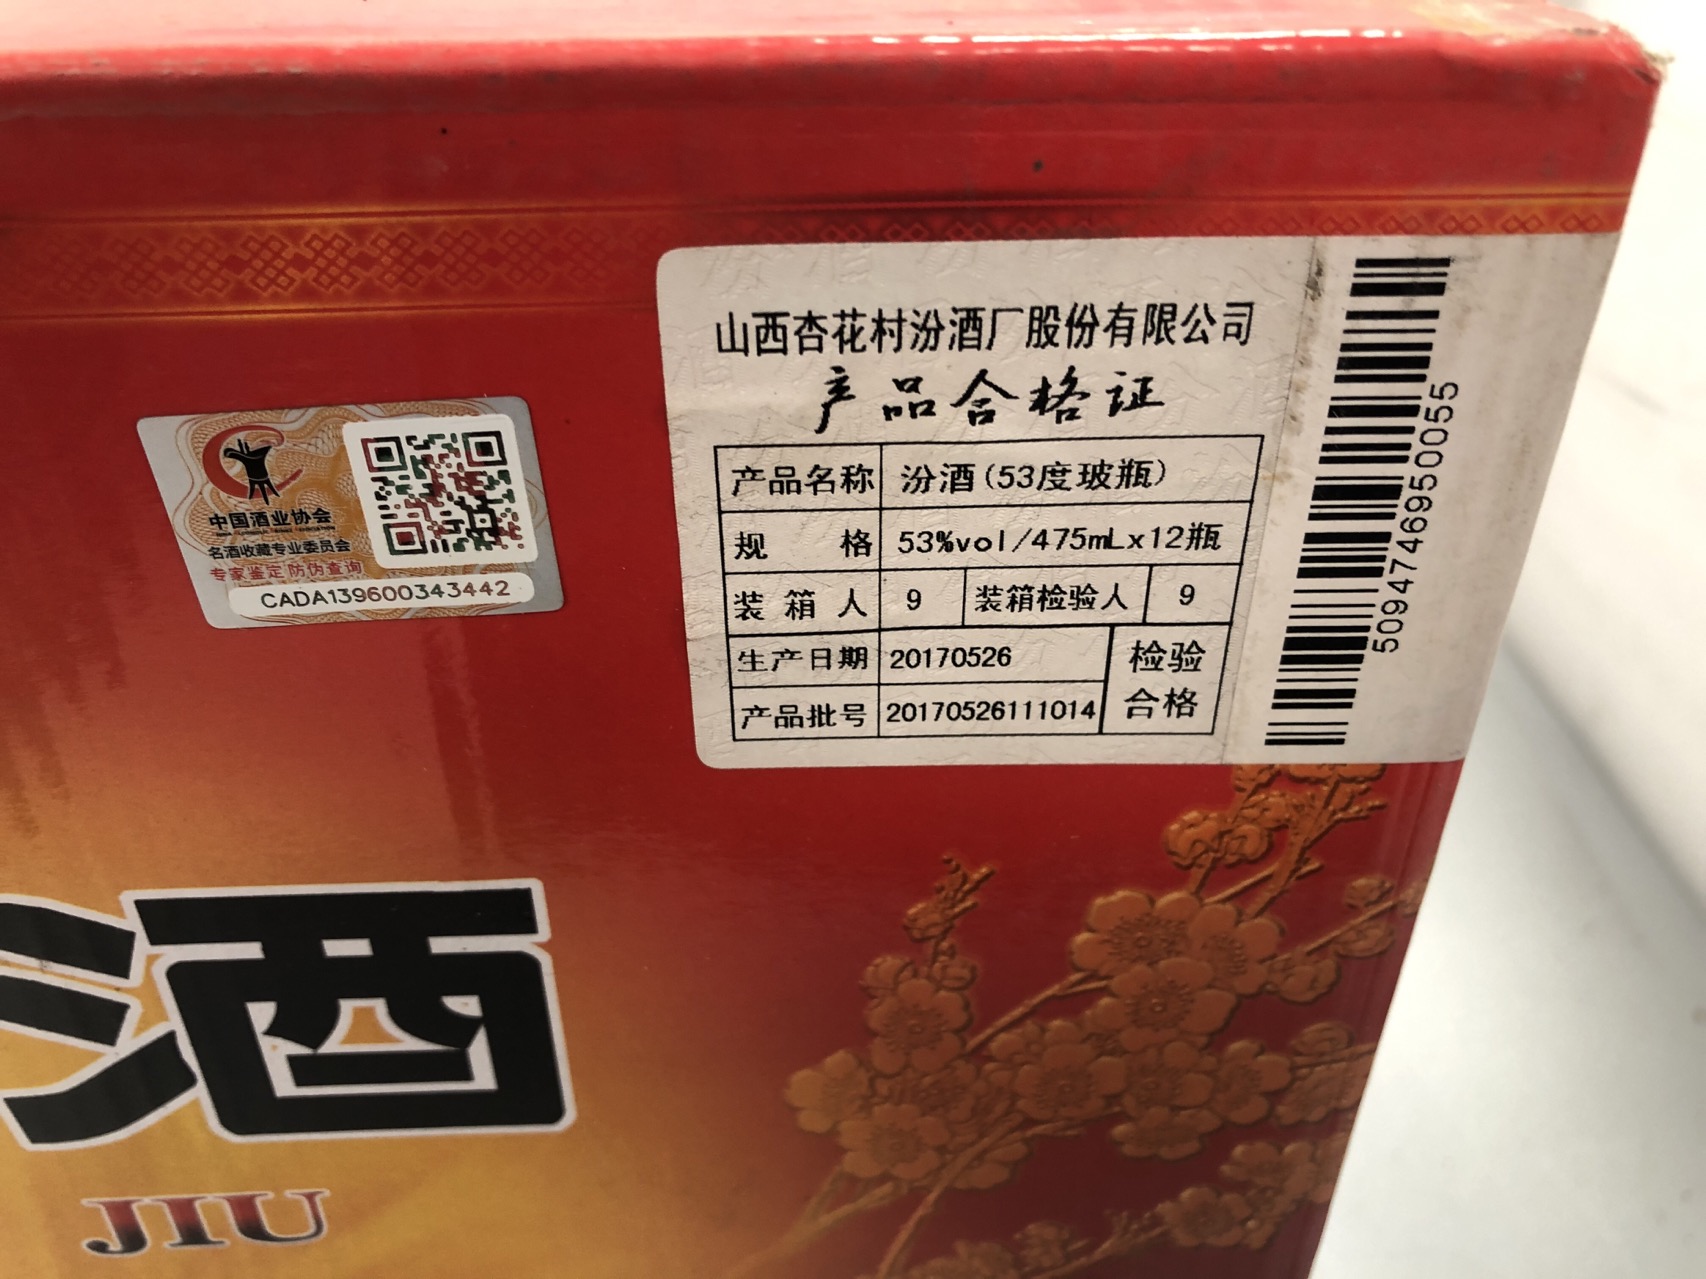 山西杏花村汾酒厂股份有限公司
产品合格证
产品名称 汾酒(53度玻瓶)
规 格 53%vol/475mLx12瓶
装箱人 9 装箱检验人 9
生产日期 20170526 检验
产品批号 20170526111014 合格
50947469500​55
中国酒业协会
名酒收藏专业委员会
专家鉴定 防伪查询
CADA139600343442
酒
JIU